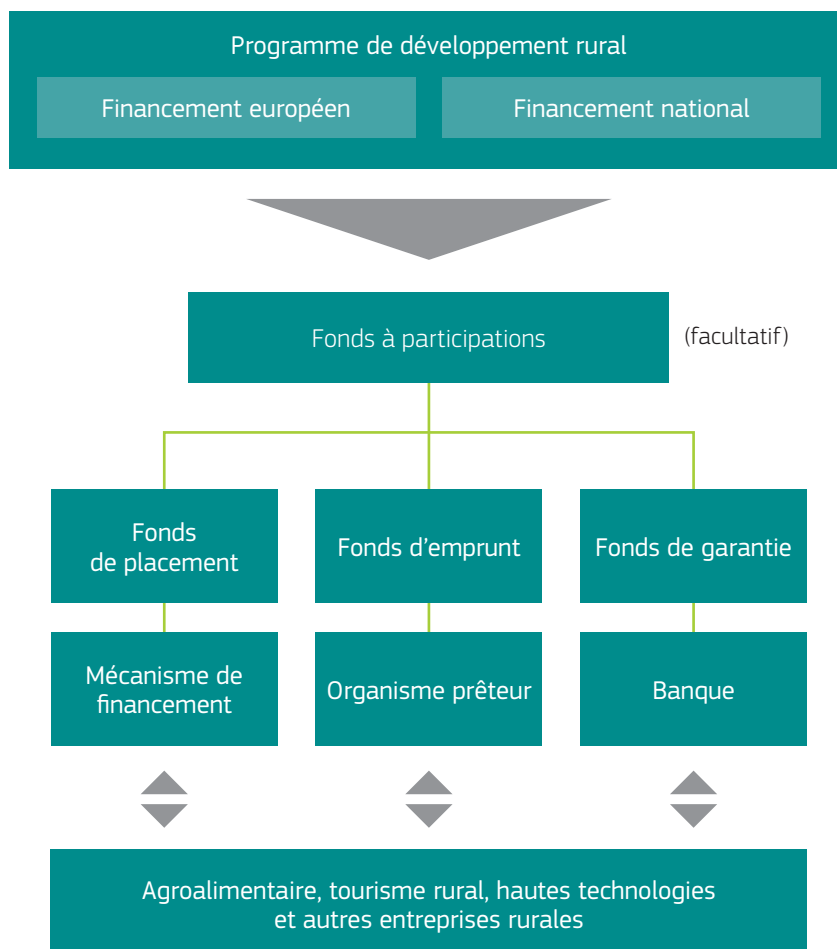 Programme de développement rural
Financement européen
Financement national
Fonds à participations
(facultatif)
Fonds
de placement
Fonds d'emprunt
Fonds de garantie
Mécanisme de
financement
Organisme prêteur
Banque
Agroalimentaire, tourisme rural, hautes technologies
et autres entreprises rurales